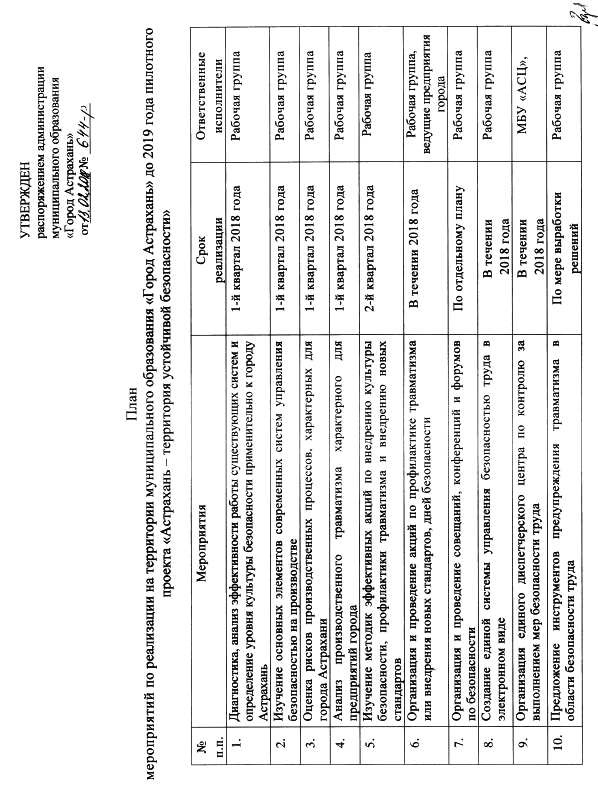 УТВЕРЖДЕН
распоряжением администрации
муниципального образования
«Город Астрахань»
от № 644-р
План
мероприятий по реализации на территории муниципального образования «Город Астрахань» до 2019 года пилотного
проекта «Астрахань – территория устойчивой безопасности»
№ п.п.
Мероприятия
Срок
реализации
Ответственные
исполнители
1.
Диагностика, анализ эффективности работы существующих систем и
определение уровня культуры безопасности применительно к городу
Астрахань
1-й квартал 2018 года
Рабочая группа
2.
Изучение основных элементов современных систем управления
безопасностью на производстве
1-й квартал 2018 года
Рабочая группа
3.
Оценка рисков производственных процессов, характерных для
города Астрахани
1-й квартал 2018 года
Рабочая группа
4.
Анализ производственного травматизма характерного для
предприятий города
1-й квартал 2018 года
Рабочая группа
5.
Изучение методик эффективных акций по внедрению культуры
безопасности, профилактики травматизма и внедрению новых
стандартов
2-й квартал 2018 года
Рабочая группа
6.
Организация и проведение акций по профилактике травматизма
или внедрения новых стандартов, дней безопасности
В течении 2018 года
Рабочая группа,
ведущие предприятия
города
7.
Организация и проведение совещаний, конференций и форумов
по безопасности
По отдельному плану
Рабочая группа
8.
Создание единой системы управления безопасностью труда в
электронном виде
В течении
2018 года
Рабочая группа
9.
Организация единого диспетчерского центра по контролю за
выполнением мер безопасности труда
В течении
2018 года
МБУ «АСЦ»,
10.
Предложение инструментов предупреждения травматизма в
области безопасности труда
По мере выработки
решений
Рабочая группа